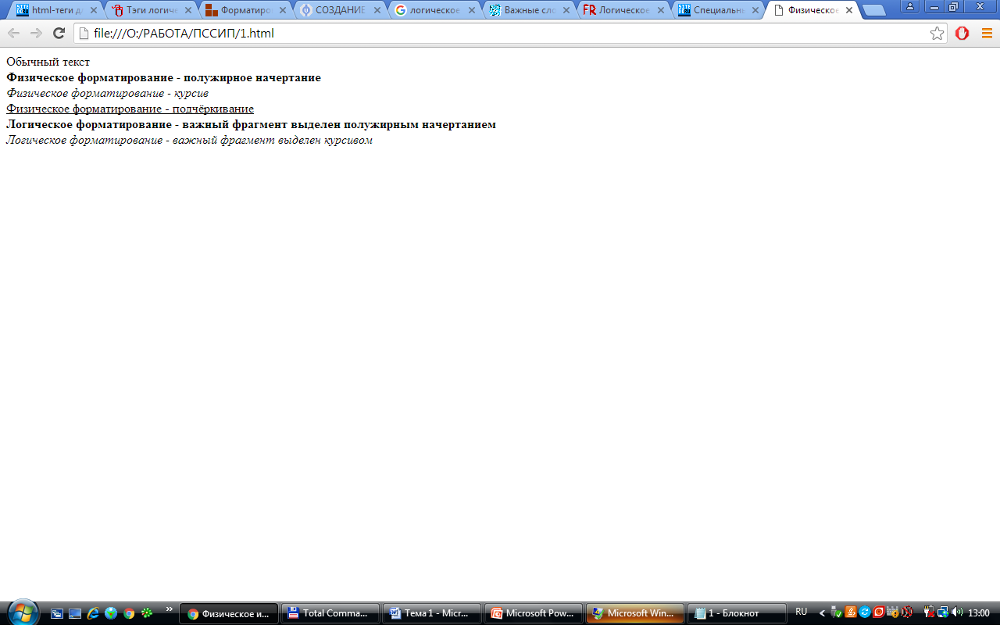 html-теги д
Тэги логиче
Форматиров
СОЗДАНИЕ
логическое
Важные сло
Логическое
Специальны
Физическое
file:///O:/РАБОТА/ПССИП/1.html
Обычный текст
Физическое форматирование - полужирное начертание
Физическое форматирование - курсив
Физическое форматирование - подчёркивание
Логическое форматирование - важный фрагмент выделен полужирным начертанием
Логическое форматирование - важный фрагмент выделен курсивом
Физическое и...
Total Comma...
Тема 1 - Micr...
Microsoft Pow...
Microsoft Win...
1 - Блокнот
RU
13:00